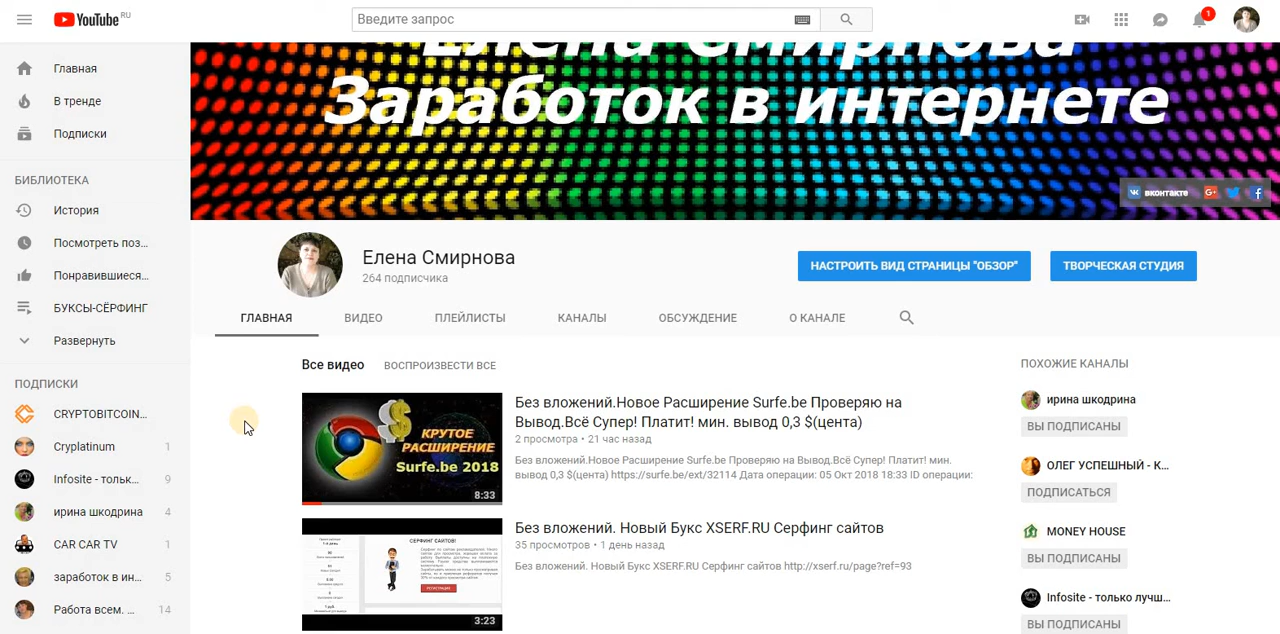 YouTube RU
Введите запрос
1
Главная
В тренде
Подписки
БИБЛИОТЕКА
История
Посмотреть поз...
Понравившиеся...
БУКСЫ-СЁРФИНГ
Развернуть
ПОДПИСКИ
CRYPTOBITCOIN...
Cryplatinum 1
Infosite - тольк... 9
ирина шкодрина 4
CAR CAR TV 1
заработок в ин... 5
Работа всем. ... 14
Елена Смирнова
Заработок в интернете
вконтакте
Елена Смирнова
264 подписчика
НАСТРОИТЬ ВИД СТРАНИЦЫ "ОБЗОР"
ТВОРЧЕСКАЯ СТУДИЯ
ГЛАВНАЯ ВИДЕО ПЛЕЙЛИСТЫ КАНАЛЫ ОБСУЖДЕНИЕ О КАНАЛЕ
Все видео ВОСПРОИЗВЕСТИ ВСЕ
КРУТОЕ
РАСШИРЕНИЕ
Surfe.be 2018
8:33
Без вложений.Новое Расширение Surfe.be Проверяю на
Вывод.Всё Супер! Платит! мин. вывод 0,3 $(цента)
2 просмотра • 21 час назад
Без вложений.Новое Расширение Surfe.be Проверяю на Вывод.Всё Супер! Платит! мин.
вывод 0,3 $(цента) https://surfe.be/ext/32114 Дата операции: 05 Окт 2018 18:33 ID операции:
СЕРФИНГ САЙТОВ!
3:23
Без вложений. Новый Букс XSERF.RU Серфинг сайтов
35 просмотров • 1 день назад
Без вложений. Новый Букс XSERF.RU Серфинг сайтов http://xserf.ru/page?ref=93
ПОХОЖИЕ КАНАЛЫ
ирина шкодрина
ВЫ ПОДПИСАНЫ
ОЛЕГ УСПЕШНЫЙ - К...
ПОДПИСАТЬСЯ
MONEY HOUSE
ВЫ ПОДПИСАНЫ
Infosite - только лучш...
ВЫ ПОДПИСАНЫ